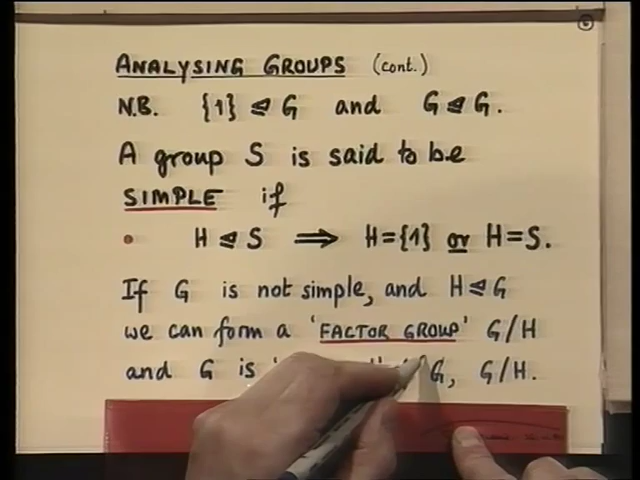 ANALYSING GROUPS (cont.)
N.B. {1} ⊴ G and G ⊴ G.
A group S is said to be
SIMPLE if
• H ⊴ S ⟹ H={1} or H=S.
If G is not simple, and H ⊴ G
we can form a 'FACTOR GROUP' G/H
and G is G, G/H.